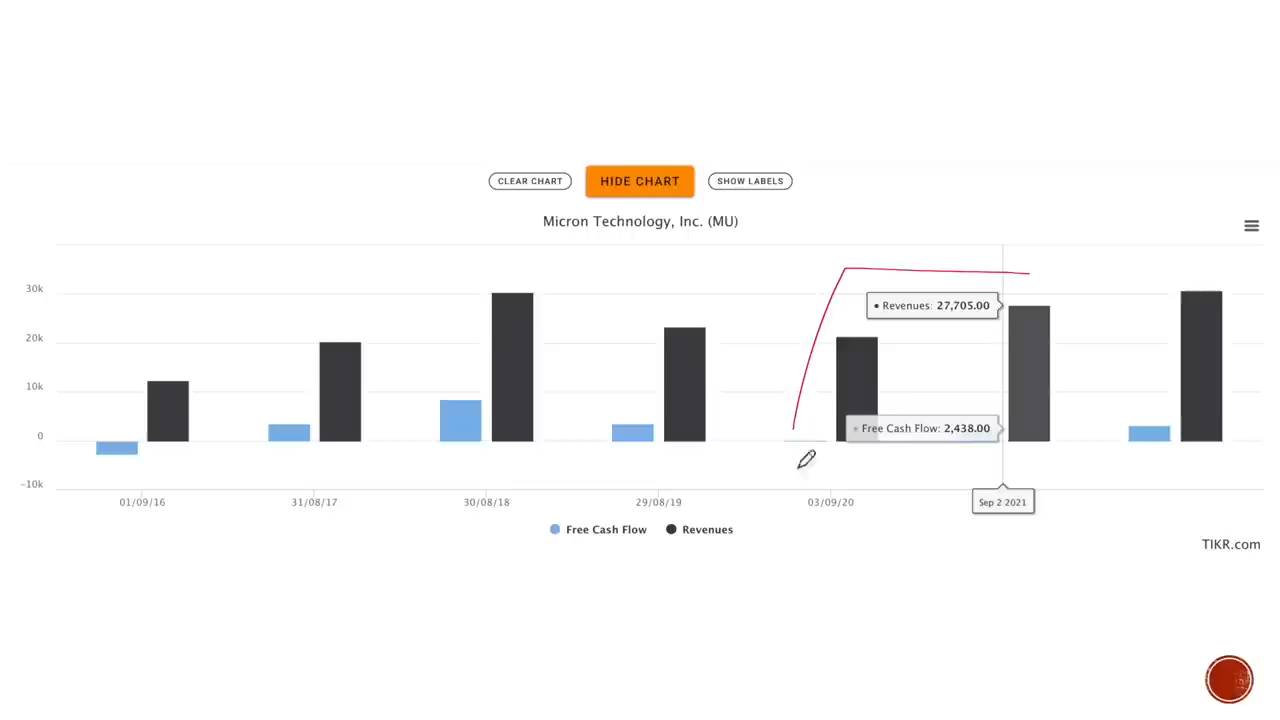 CLEAR CHART
HIDE CHART
SHOW LABELS
Micron Technology, Inc. (MU)
30k
20k
10k
0
-10k
Revenues: 27,705.00
Free Cash Flow: 2,438.00
01/09/16
31/08/17
30/08/18
29/08/19
03/09/20
Sep 2 2021
Free Cash Flow
Revenues
TIKR.com